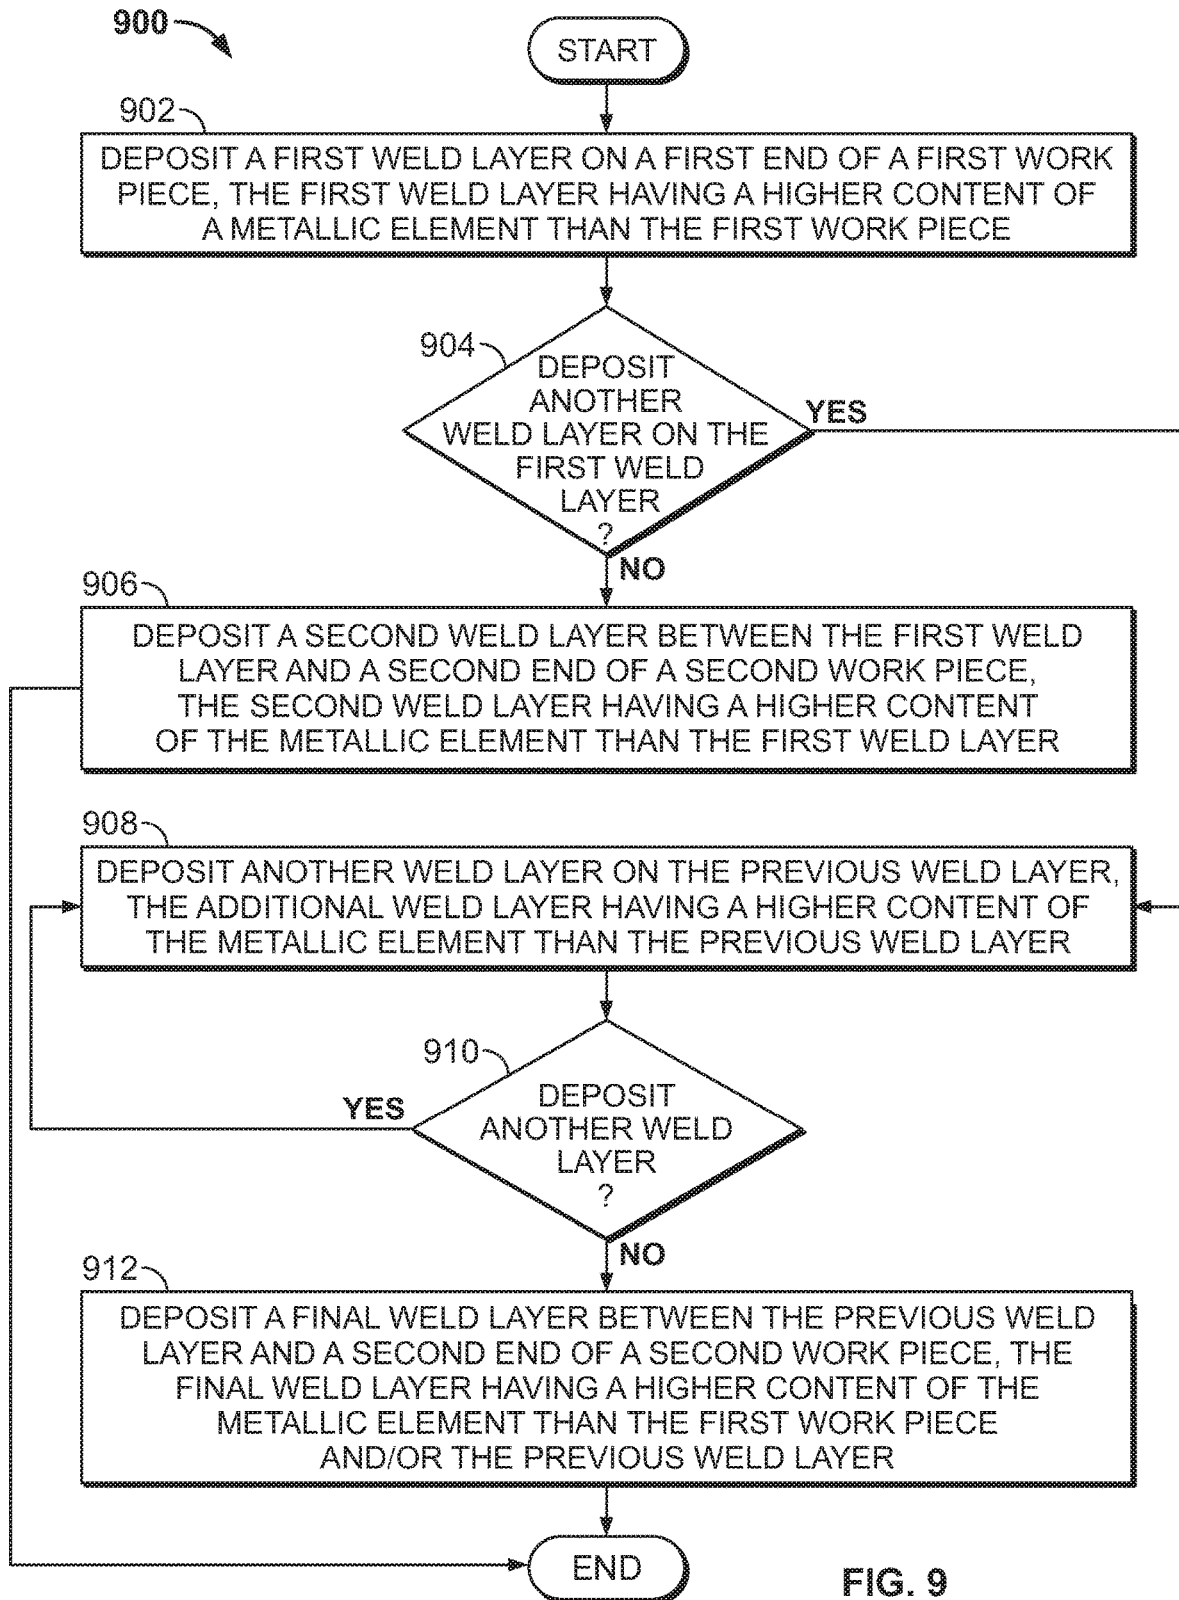 900
START
902
DEPOSIT A FIRST WELD LAYER ON A FIRST END OF A FIRST WORK
PIECE, THE FIRST WELD LAYER HAVING A HIGHER CONTENT OF
A METALLIC ELEMENT THAN THE FIRST WORK PIECE
904
DEPOSIT
ANOTHER
WELD LAYER ON THE
FIRST WELD
LAYER
?
YES
NO
906
DEPOSIT A SECOND WELD LAYER BETWEEN THE FIRST WELD
LAYER AND A SECOND END OF A SECOND WORK PIECE,
THE SECOND WELD LAYER HAVING A HIGHER CONTENT
OF THE METALLIC ELEMENT THAN THE FIRST WELD LAYER
908
DEPOSIT ANOTHER WELD LAYER ON THE PREVIOUS WELD LAYER,
THE ADDITIONAL WELD LAYER HAVING A HIGHER CONTENT OF
THE METALLIC ELEMENT THAN THE PREVIOUS WELD LAYER
910
YES
DEPOSIT
ANOTHER WELD
LAYER
?
NO
912
DEPOSIT A FINAL WELD LAYER BETWEEN THE PREVIOUS WELD
LAYER AND A SECOND END OF A SECOND WORK PIECE, THE
FINAL WELD LAYER HAVING A HIGHER CONTENT OF THE
METALLIC ELEMENT THAN THE FIRST WORK PIECE
AND/OR THE PREVIOUS WELD LAYER
END
FIG. 9